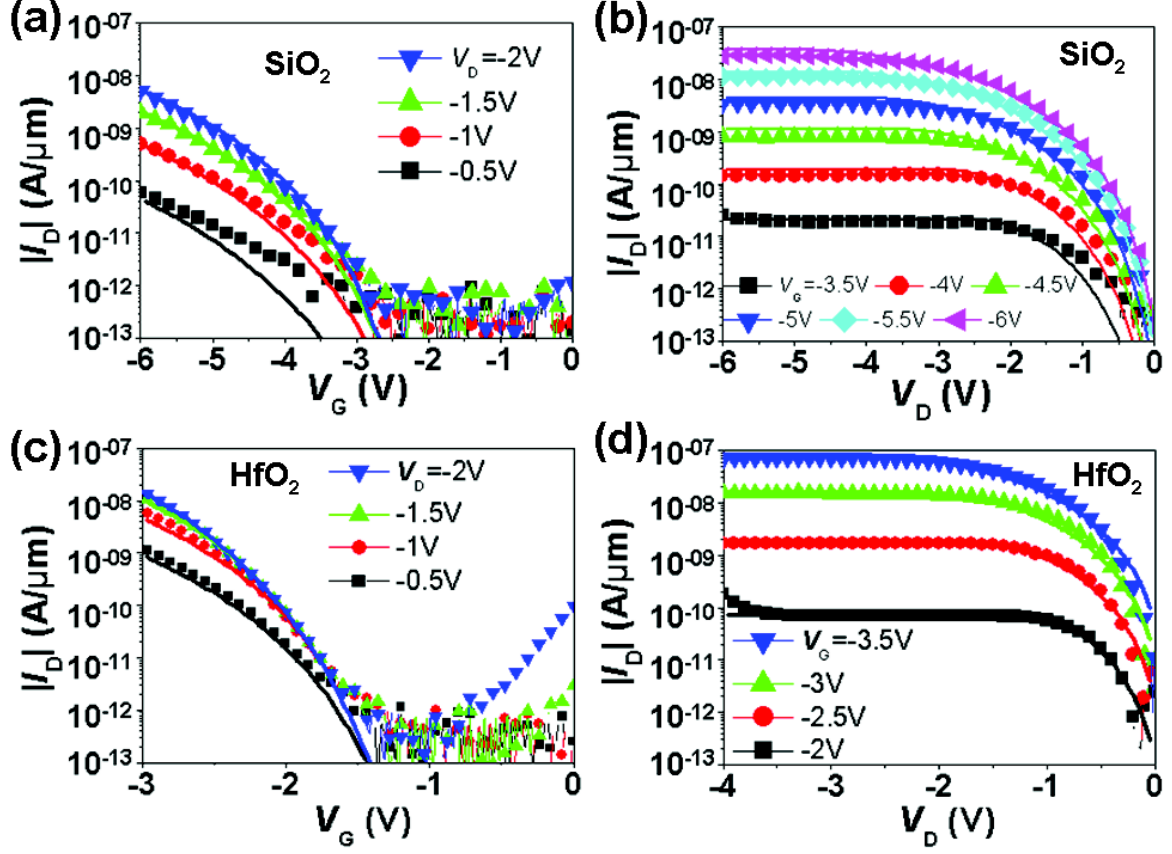 (a)
SiO₂
V_D=-2V
-1.5V
-1V
-0.5V
10⁻⁰⁷
10⁻⁰⁸
10⁻⁰⁹
10⁻¹⁰
10⁻¹¹
10⁻¹²
10⁻¹³
|I_D| (A/μm)
-6 -5 -4 -3 -2 -1 0
V_G (V)
(b)
SiO₂
10⁻⁰⁷
10⁻⁰⁸
10⁻⁰⁹
10⁻¹⁰
10⁻¹¹
10⁻¹²
10⁻¹³
|I_D| (A/μm)
V_G=-3.5V -4V -4.5V
-5V -5.5V -6V
-6 -5 -4 -3 -2 -1 0
V_D (V)
(c)
HfO₂
V_D=-2V
-1.5V
-1V
-0.5V
10⁻⁰⁷
10⁻⁰⁸
10⁻⁰⁹
10⁻¹⁰
10⁻¹¹
10⁻¹²
10⁻¹³
|I_D| (A/μm)
-3 -2 -1 0
V_G (V)
(d)
HfO₂
10⁻⁰⁷
10⁻⁰⁸
10⁻⁰⁹
10⁻¹⁰
10⁻¹¹
10⁻¹²
10⁻¹³
|I_D| (A/μm)
V_G=-3.5V
-3V
-2.5V
-2V
-4 -3 -2 -1 0
V_D (V)